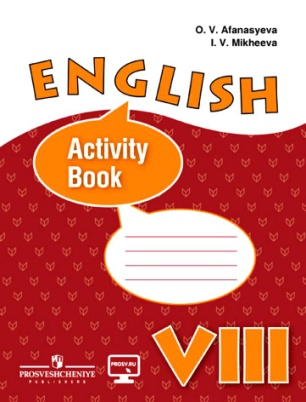 O. V. Afanasyeva
I. V. Mikheeva
ENGLISH
Activity
Book
VIII
PROSVESHCHENIYE
PUBLISHERS
PROSV.RU